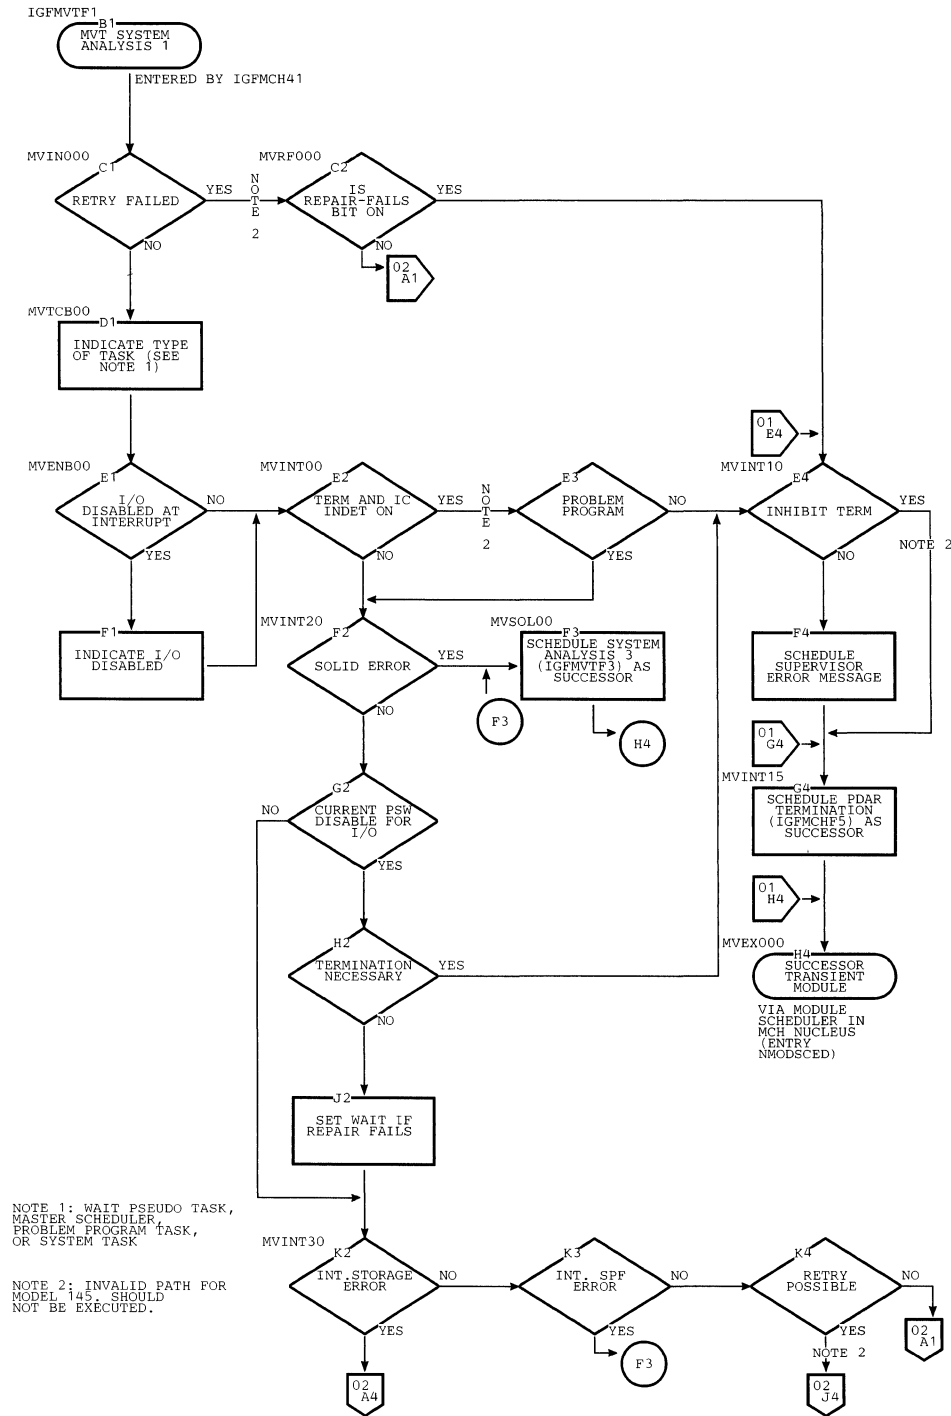 IGFMVTF1
B1
MVT SYSTEM
ANALYSIS 1
ENTERED BY IGFMCH41
MVIN000
C1
RETRY FAILED
YES
NOTE 2
NO
MVRF000
C2
IS
REPAIR-FAILS
BIT ON
YES
NO
02
A1
MVTCB00
D1
INDICATE TYPE
OF TASK (SEE
NOTE 1)
01
E4
MVENB00
E1
I/O
DISABLED AT
INTERRUPT
NO
YES
MVINT00
E2
TERM AND IC
INDET ON
YES
NOTE 2
NO
E3
PROBLEM
PROGRAM
NO
YES
MVINT10
E4
INHIBIT TERM
YES
NOTE 2
NO
F1
INDICATE I/O
DISABLED
MVINT20
F2
SOLID ERROR
YES
NO
F3
MVSOL00
F3
SCHEDULE SYSTEM
ANALYSIS 3
(IGFMVTF3) AS
SUCCESSOR
H4
F4
SCHEDULE
SUPERVISOR
ERROR MESSAGE
01
G4
G2
CURRENT PSW
DISABLE FOR
I/O
NO
YES
MVINT15
G4
SCHEDULE PDAR
TERMINATION
(IGFMCHF5) AS
SUCCESSOR
01
H4
H2
TERMINATION
NECESSARY
YES
NO
MVEX000
H4
SUCCESSOR
TRANSIENT
MODULE
VIA MODULE
SCHEDULER IN
MCH NUCLEUS
(ENTRY
NMODSCED)
J2
SET WAIT IF
REPAIR FAILS
NOTE 1: WAIT PSEUDO TASK,
MASTER SCHEDULER,
PROBLEM PROGRAM TASK,
OR SYSTEM TASK
NOTE 2: INVALID PATH FOR
MODEL 145. SHOULD
NOT BE EXECUTED.
MVINT30
K2
INT.STORAGE
ERROR
NO
YES
02
A4
K3
INT. SPF
ERROR
NO
YES
F3
K4
RETRY
POSSIBLE
NO
YES
NOTE 2
02
A1
02
J4